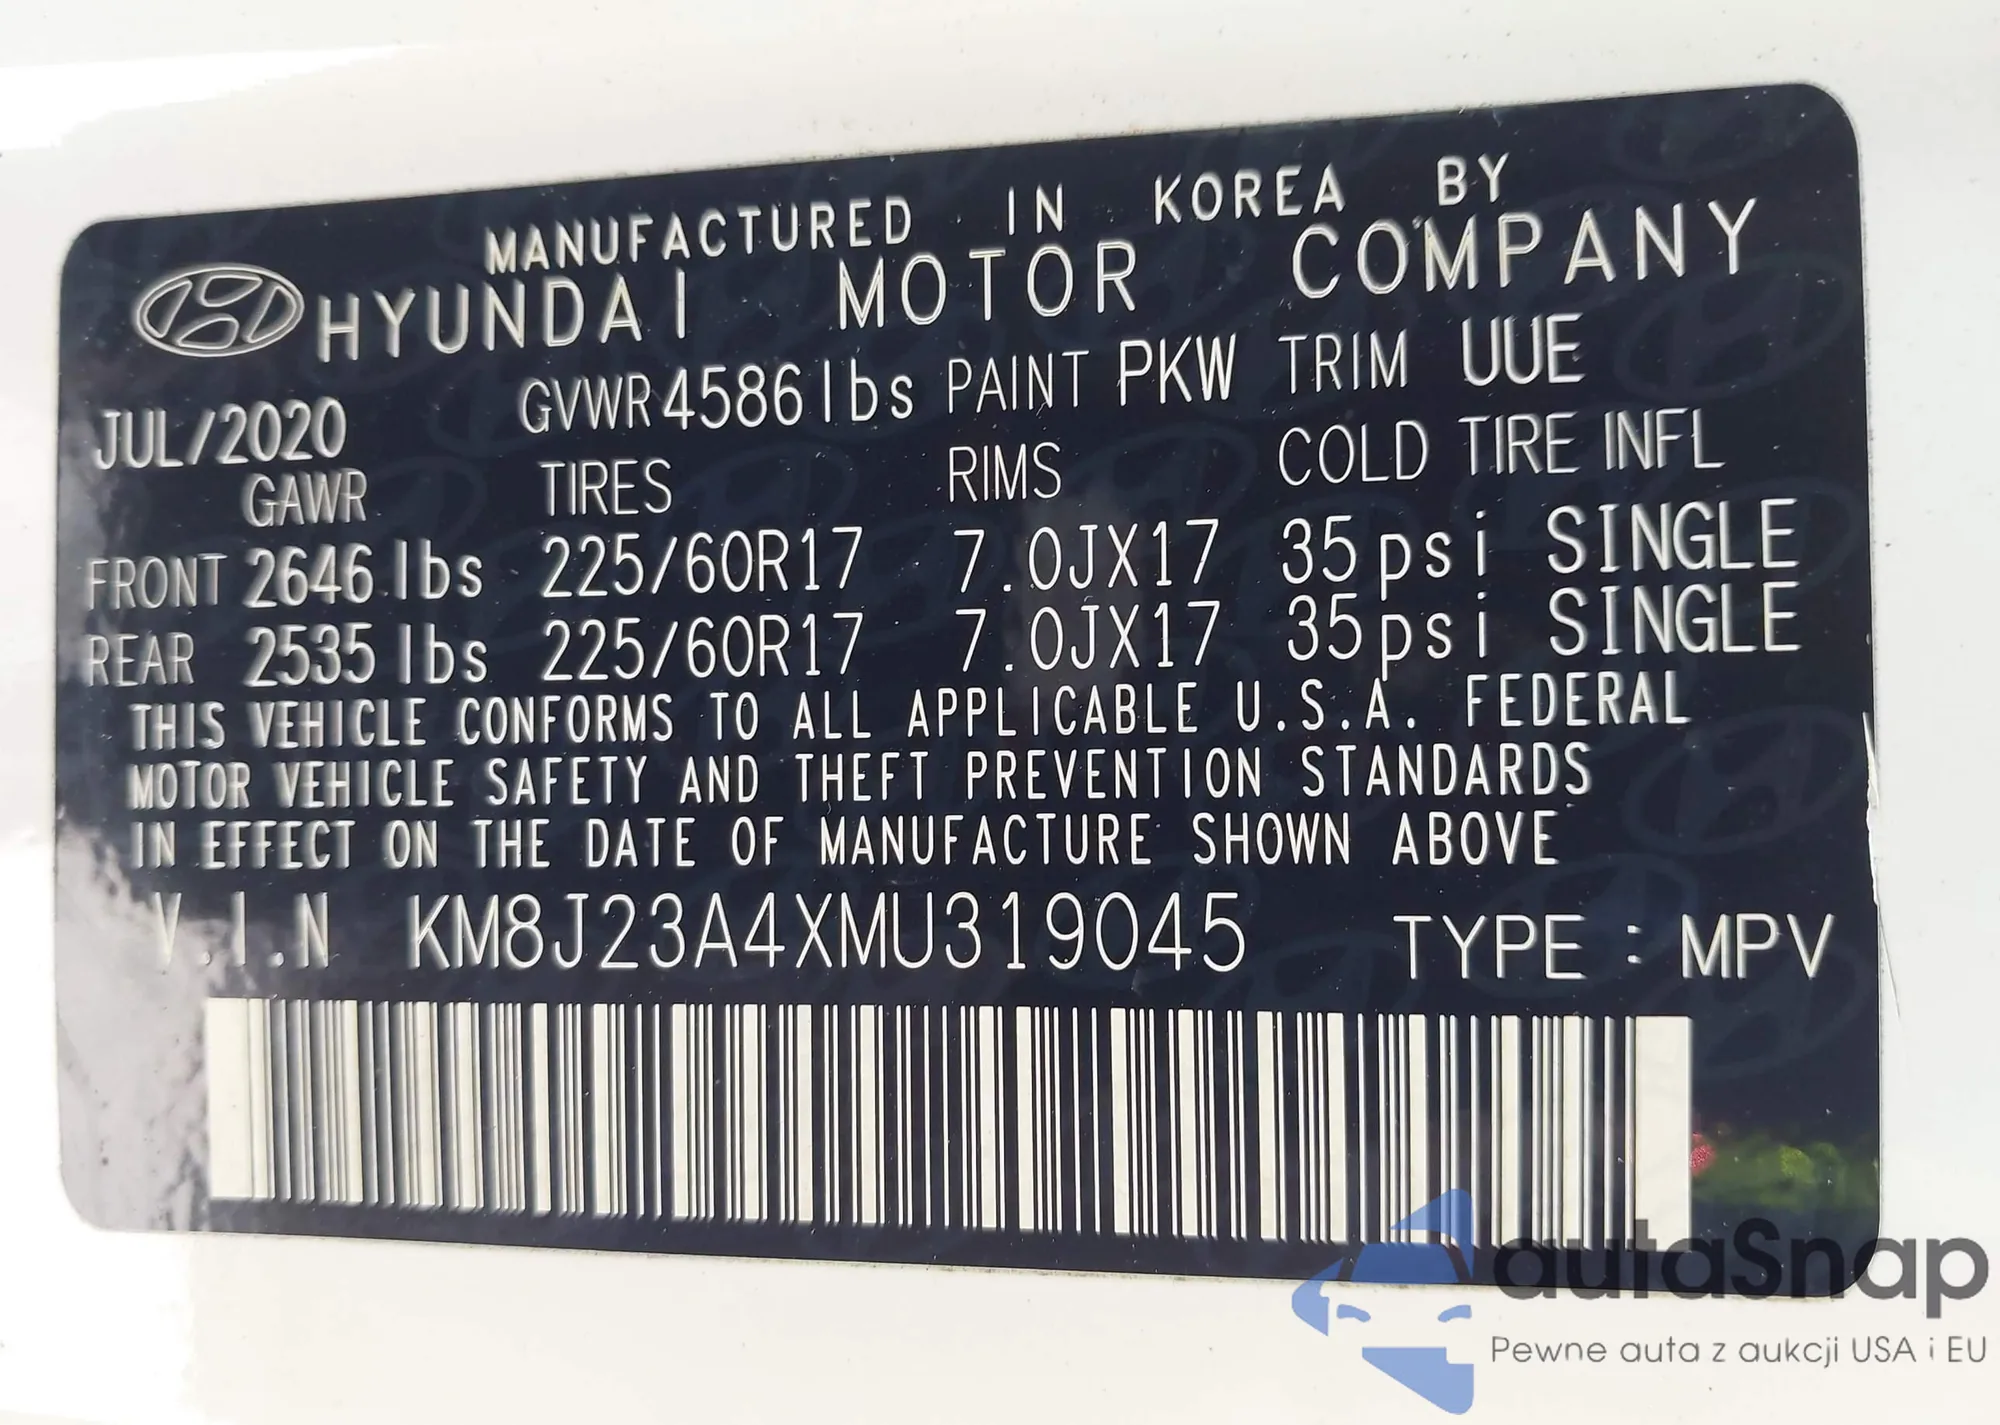 MANUFACTURED IN KOREA BY
HYUNDAI MOTOR COMPANY
JUL/2020 GVWR 4586lbs PAINT PKW TRIM UUE
GAWR TIRES RIMS COLD TIRE INFL
FRONT 2646 lbs 225/60R17 7.0JX17 35psi SINGLE
REAR 2535 lbs 225/60R17 7.0JX17 35psi SINGLE
THIS VEHICLE CONFORMS TO ALL APPLICABLE U.S.A. FEDERAL
MOTOR VEHICLE SAFETY AND THEFT PREVENTION STANDARDS
IN EFFECT ON THE DATE OF MANUFACTURE SHOWN ABOVE
V.I.N KM8J23A4XMU319045 TYPE : MPV
autaSnap
Pewne auta z aukcji USA i EU